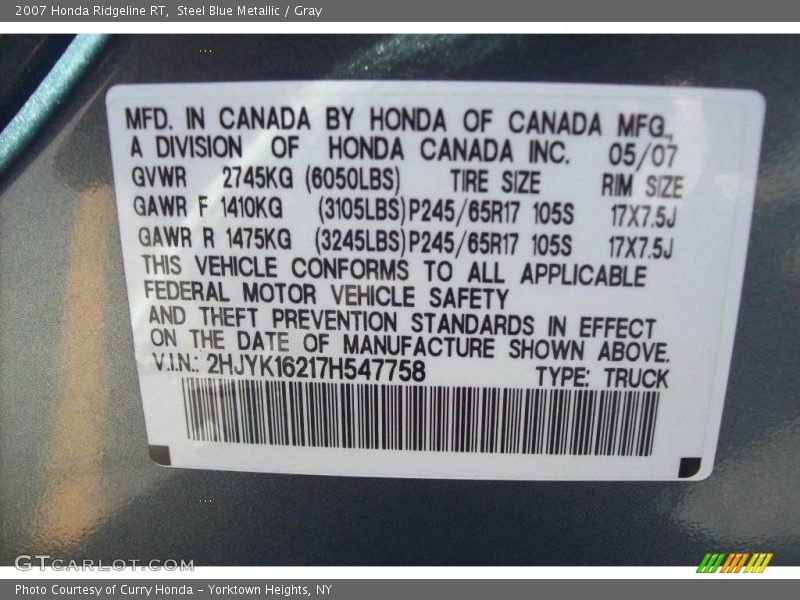 2007 Honda Ridgeline RT,  Steel Blue Metallic / Gray
MFD. IN CANADA BY HONDA OF CANADA MFG.,
A DIVISION OF HONDA CANADA INC. 05/07
GVWR 2745KG (6050LBS) TIRE SIZE RIM SIZE
GAWR F 1410KG (3105LBS) P245/65R17 105S 17X7.5J
GAWR R 1475KG (3245LBS) P245/65R17 105S 17X7.5J
THIS VEHICLE CONFORMS TO ALL APPLICABLE
FEDERAL MOTOR VEHICLE SAFETY
AND THEFT PREVENTION STANDARDS IN EFFECT
ON THE DATE OF MANUFACTURE SHOWN ABOVE.
V.I.N.: 2HJYK16217H547758 TYPE: TRUCK
GTCARLOT.COM
Photo Courtesy of Curry Honda - Yorktown Heights, NY